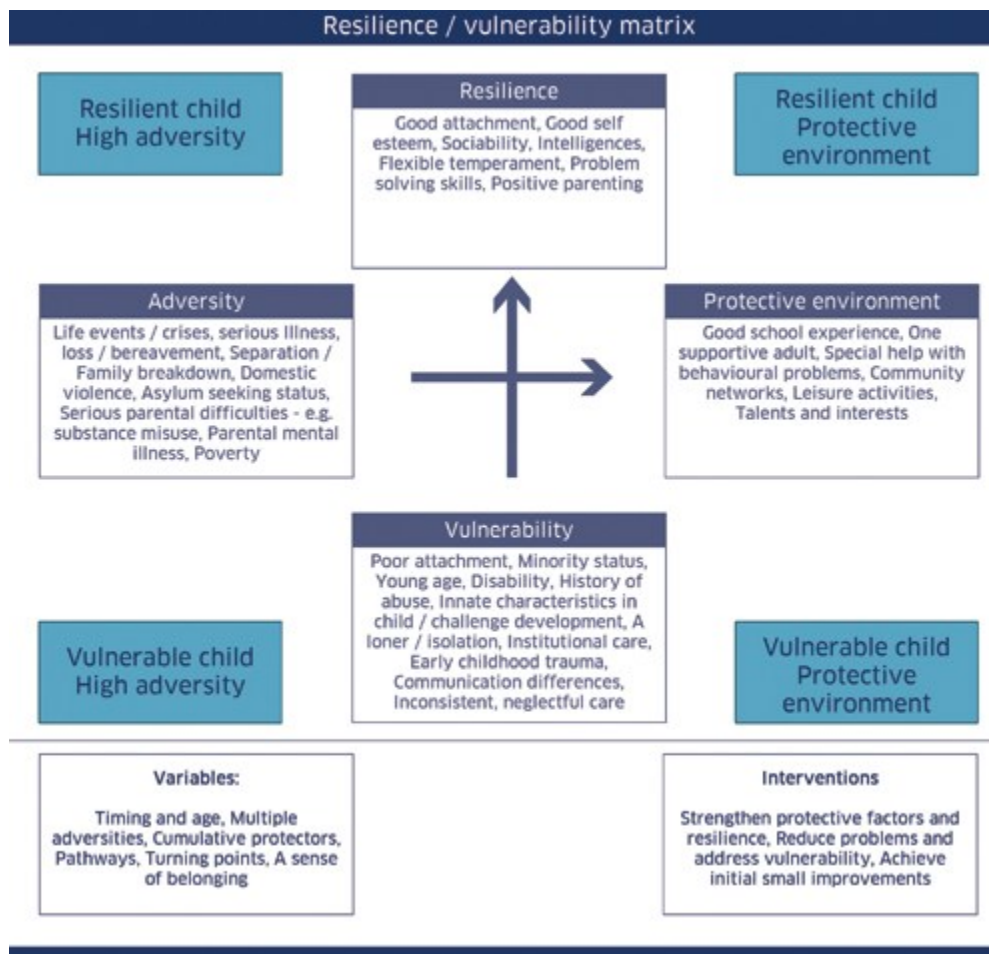 Resilience / vulnerability matrix
Resilient child
High adversity
Resilience
Good attachment, Good self
esteem, Sociability, Intelligences,
Flexible temperament, Problem
solving skills, Positive parenting
Resilient child
Protective
environment
Adversity
Life events / crises, serious Illness,
loss / bereavement, Separation /
Family breakdown, Domestic
violence, Asylum seeking status,
Serious parental difficulties - e.g.
substance misuse, Parental mental
illness, Poverty
Protective environment
Good school experience, One
supportive adult, Special help with
behavioural problems, Community
networks, Leisure activities,
Talents and interests
Vulnerability
Poor attachment, Minority status,
Young age, Disability, History of
abuse, Innate characteristics in
child / challenge development, A
loner / isolation, Institutional care,
Early childhood trauma,
Communication differences,
Inconsistent, neglectful care
Vulnerable child
High adversity
Vulnerable child
Protective
environment
Variables:
Timing and age, Multiple
adversities, Cumulative protectors,
Pathways, Turning points, A sense
of belonging
Interventions
Strengthen protective factors and
resilience, Reduce problems and
address vulnerability, Achieve
initial small improvements